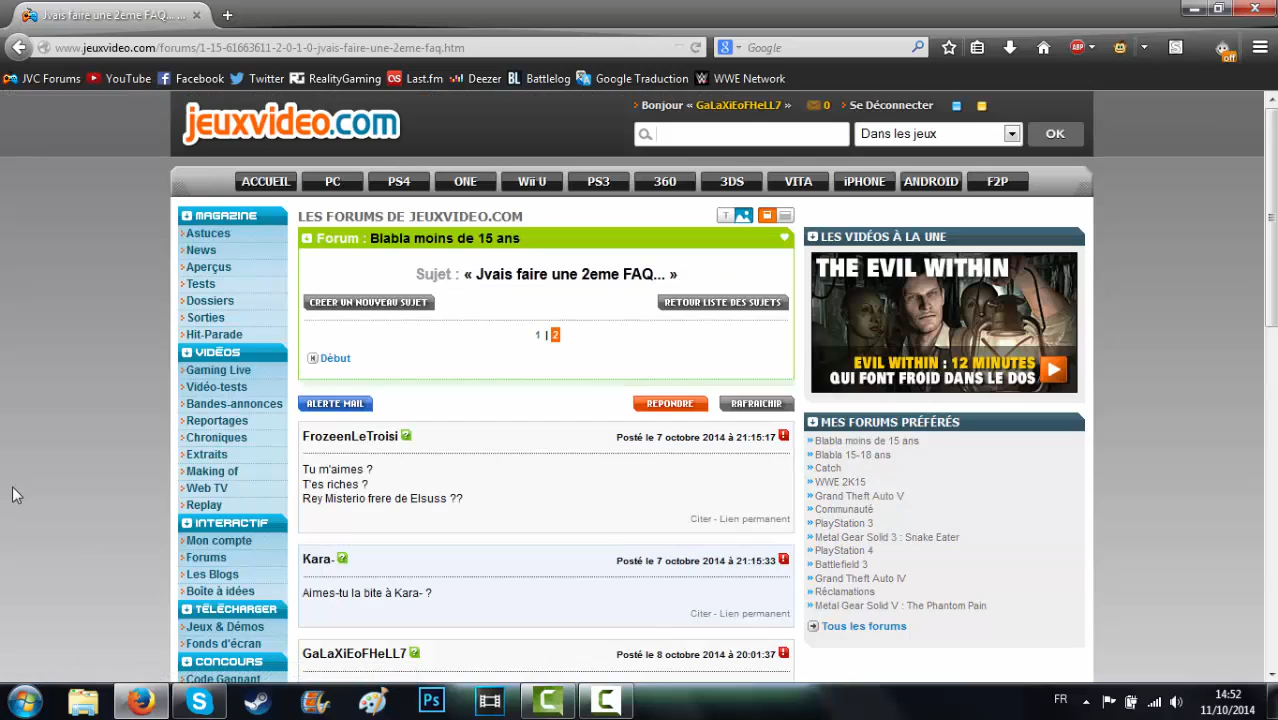 Jvais faire une 2eme FAQ... ...
www.jeuxvideo.com/forums/1-15-61663611-2-0-1-0-jvais-faire-une-2eme-faq.htm
Google
JVC Forums YouTube Facebook Twitter RealityGaming Last.fm Deezer Battlelog Google Traduction WWE Network
jeuxvideo.com
Bonjour « GaLaXiEoFHeLL7 » 0 Se Déconnecter
Dans les jeux OK
ACCUEIL PC PS4 ONE Wii U PS3 360 3DS VITA iPHONE ANDROID F2P
MAGAZINE
Astuces
News
Aperçus
Tests
Dossiers
Sorties
Hit-Parade
VIDÉOS
Gaming Live
Vidéo-tests
Bandes-annonces
Reportages
Chroniques
Extraits
Making of
Web TV
Replay
INTERACTIF
Mon compte
Forums
Les Blogs
Boîte à idées
TÉLÉCHARGER
Jeux & Démos
Fonds d'écran
CONCOURS
Code Gagnant
LES FORUMS DE JEUXVIDEO.COM
Forum : Blabla moins de 15 ans
Sujet : « Jvais faire une 2eme FAQ... »
CREER UN NOUVEAU SUJET RETOUR LISTE DES SUJETS
1 | 2
Début
ALERTE MAIL REPONDRE RAFRAICHIR
FrozeenLeTroisi Posté le 7 octobre 2014 à 21:15:17
Tu m'aimes ?
T'es riches ?
Rey Misterio frere de Elsuss ??
Citer - Lien permanent
Kara- Posté le 7 octobre 2014 à 21:15:33
Aimes-tu la bite à Kara- ?
Citer - Lien permanent
GaLaXiEoFHeLL7 Posté le 8 octobre 2014 à 20:01:37
LES VIDÉOS À LA UNE
THE EVIL WITHIN
EVIL WITHIN : 12 MINUTES
QUI FONT FROID DANS LE DOS
MES FORUMS PRÉFÉRÉS
Blabla moins de 15 ans
Blabla 15-18 ans
Catch
WWE 2K15
Grand Theft Auto V
Communauté
PlayStation 3
Metal Gear Solid 3 : Snake Eater
PlayStation 4
Battlefield 3
Grand Theft Auto IV
Réclamations
Metal Gear Solid V : The Phantom Pain
Tous les forums
FR
14:52
11/10/2014